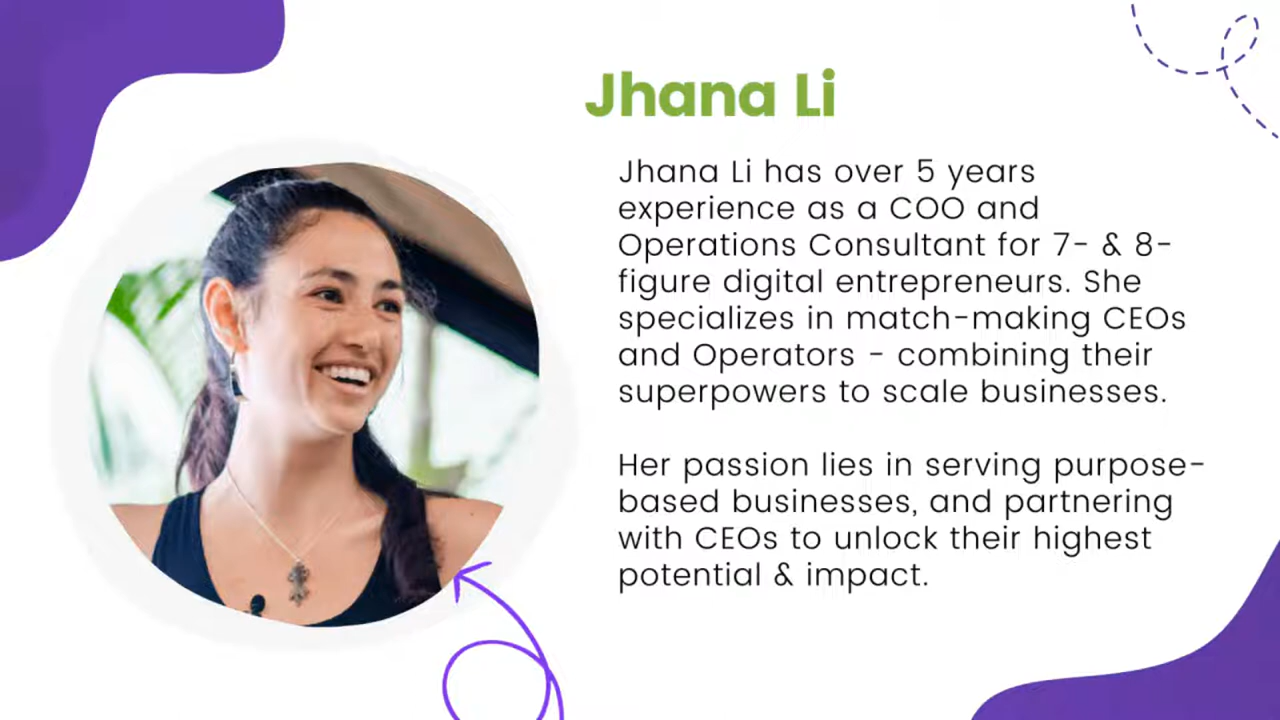 Jhana Li
Jhana Li has over 5 years
experience as a COO and
Operations Consultant for 7- & 8-
figure digital entrepreneurs. She
specializes in match-making CEOs
and Operators - combining their
superpowers to scale businesses.
Her passion lies in serving purpose-
based businesses, and partnering
with CEOs to unlock their highest
potential & impact.